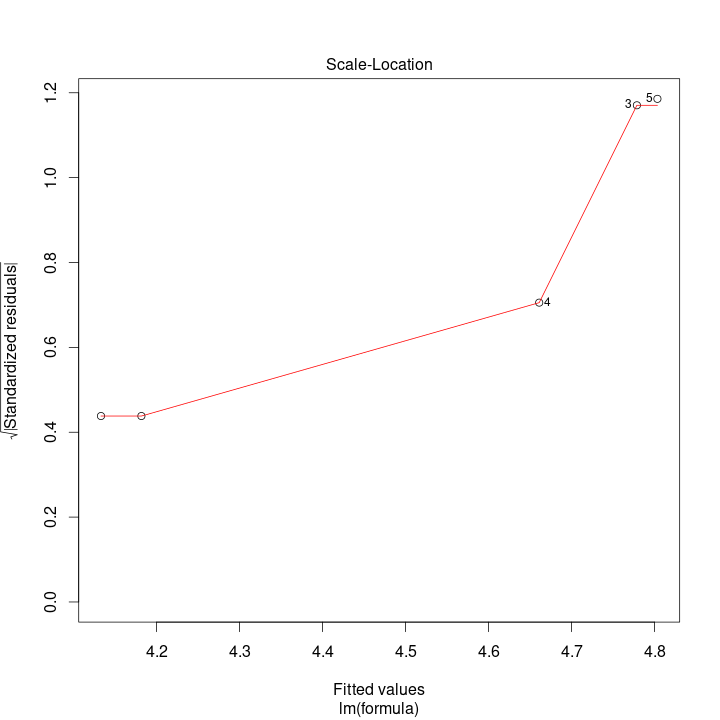 Scale-Location
√|Standardized residuals|
1.2
1.0
0.8
0.6
0.4
0.2
0.0
3
5
4
4.2 4.3 4.4 4.5 4.6 4.7 4.8
Fitted values
lm(formula)